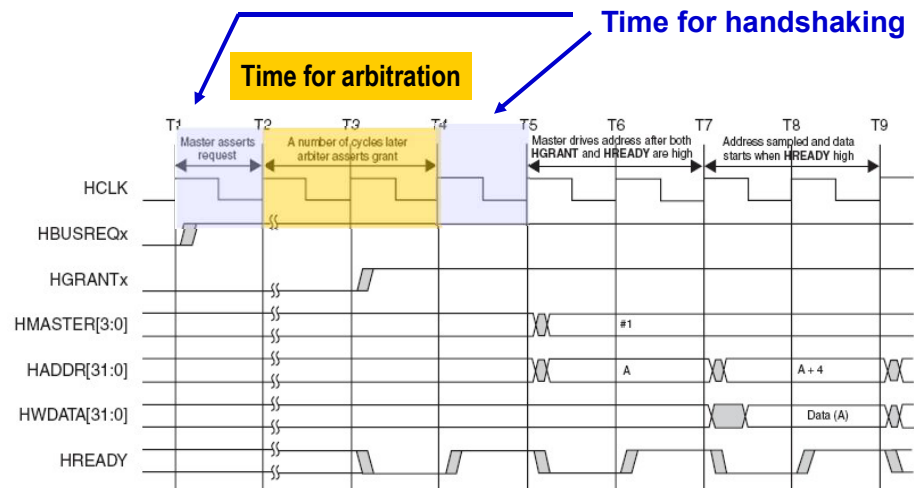 Time for handshaking
Time for arbitration
T1 T2 T3 T4 T5 T6 T7 T8 T9
Master asserts
request
A number of cycles later
arbiter asserts grant
Master drives address after both
HGRANT and HREADY are high
Address sampled and data
starts when HREADY high
HCLK
HBUSREQx
HGRANTx
HMASTER[3:0]
#1
HADDR[31:0]
A
A + 4
HWDATA[31:0]
Data (A)
HREADY